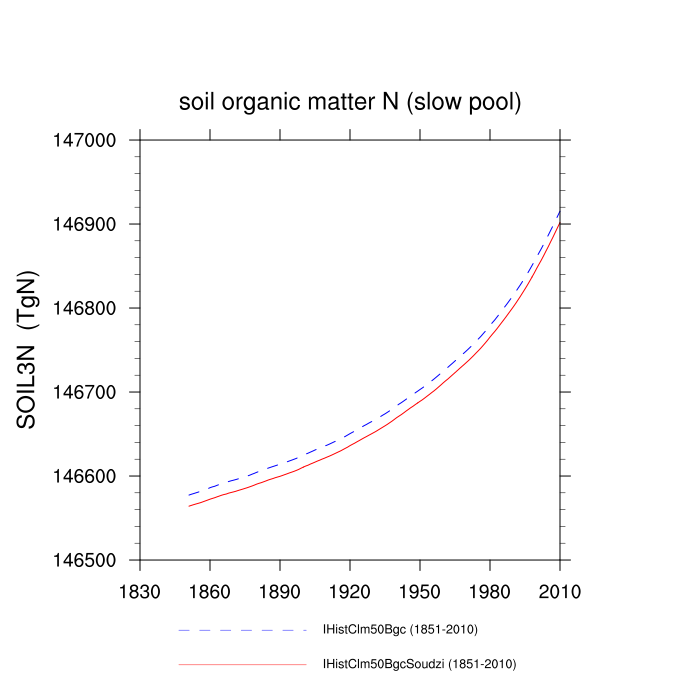 soil organic matter N (slow pool)
147000
146900
146800
146700
146600
146500
SOIL3N (TgN)
1830 1860 1890 1920 1950 1980 2010
IHistClm50Bgc (1851-2010)
IHistClm50BgcSoudzi (1851-2010)